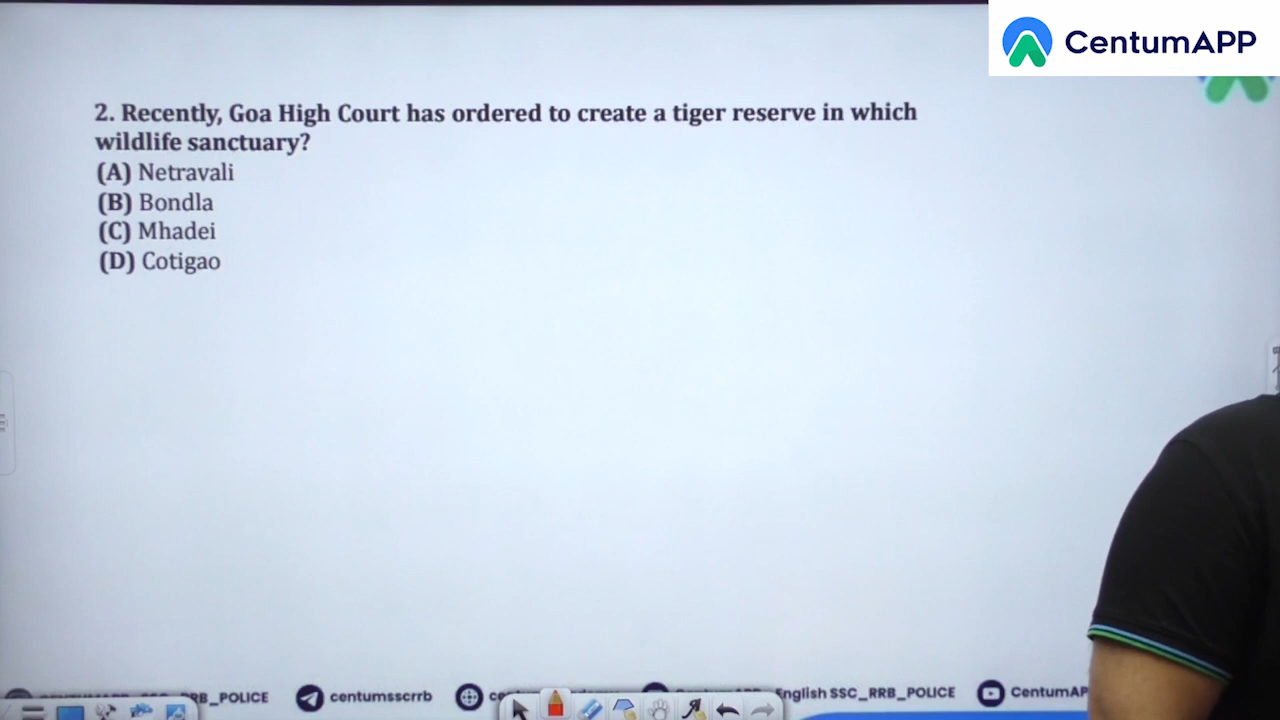 CentumAPP
2. Recently, Goa High Court has ordered to create a tiger reserve in which
wildlife sanctuary?
(A) Netravali
(B) Bondla
(C) Mhadei
(D) Cotigao
RB_POLICE
centumsscrrb
English SSC_RRB_POLICE
CentumAP